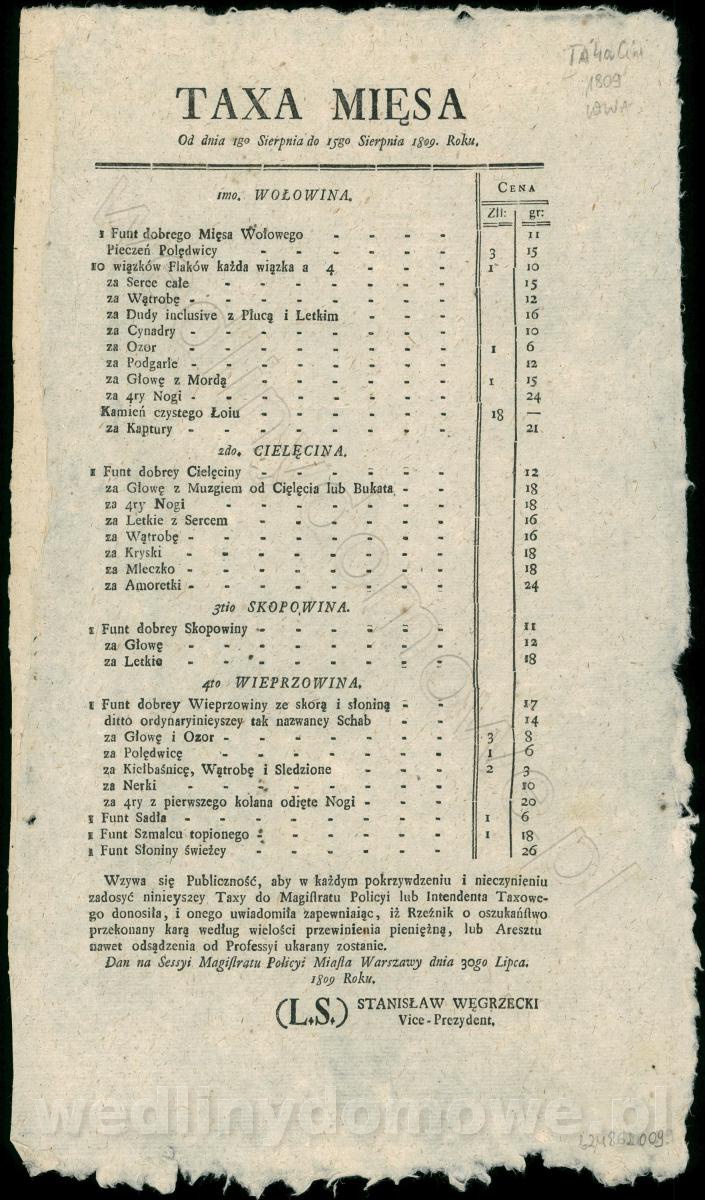 1809
TAXA MIĘSA
Od dnia 1go Sierpnia do 15go Sierpnia 1809. Roku.
CENA
Zll: gr:
1mo. WOŁOWINA.
1 Funt dobrego Mięsa Wołowego - - - - 11
Pieczeń Polędwicy - - - - - - 3 15
10 wiązków Flaków każda wiązka a 4 - - - - 1 10
za Serce całe - - - - - - - 15
za Wątrobę - - - - - - - - 12
za Dudy inclusive z Płucą i Letkim - - - - 16
za Cynadry - - - - - - - - 10
za Ozor - - - - - - - - 1 6
za Podgarle - - - - - - - - 12
za Głowę z Mordą - - - - - - 1 15
za 4ry Nogi - - - - - - - - 24
Kamień czystego Łoiu - - - - - - 18 —
za Kaptury - - - - - - - - 21
2do. CIELĘCINA.
1 Funt dobrey Cielęciny - - - - - - 12
za Głowę z Muzgiem od Cięlęcia lub Bukata - - 18
za 4ry Nogi - - - - - - - 18
za Letkie z Sercem - - - - - - 16
za Wątrobę - - - - - - - - 16
za Kryski - - - - - - - - 18
za Mleczko - - - - - - - - 18
za Amoretki - - - - - - - - 24
3tio SKOPOWINA.
1 Funt dobrey Skopowiny - - - - - - 11
za Głowę - - - - - - - - 12
za Letkie - - - - - - - - 18
4to WIEPRZOWINA.
1 Funt dobrey Wieprzowiny ze skorą i słoniną - - 17
ditto ordynaryinieyszey tak nazwaney Schab - - 14
za Głowę i Ozor - - - - - - - 3 8
za Polędwicę - - - - - - - - 1 6
za Kiełbaśnicę, Wątrobę i Sledzione - - - 2 3
za Nerki - - - - - - - - 10
za 4ry z pierwszego kolana odięte Nogi - - - 20
1 Funt Sadła - - - - - - - - 1 6
1 Funt Szmalcu topionego - - - - - - 1 18
1 Funt Słoniny świeżey - - - - - - 26
Wzywa się Publiczność, aby w każdym pokrzywdzeniu i nieczynieniu
zadosyć ninieyszey Taxy do Magistratu Policyi lub Intendenta Taxowe-
go donosiła, i onego uwiadomiła zapewniaiąc, iż Rzeźnik o oszukaństwo
przekonany karą według wielości przewinienia pieniężną, lub Aresztu
nawet odsądzenia od Professyi ukarany zostanie.
Dan na Sessyi Magistratu Policyi Miasta Warszawy dnia 30go Lipca.
1809 Roku.
(L.S.) STANISŁAW WĘGRZECKI
Vice-Prezydent.
wedlinydomowe.pl